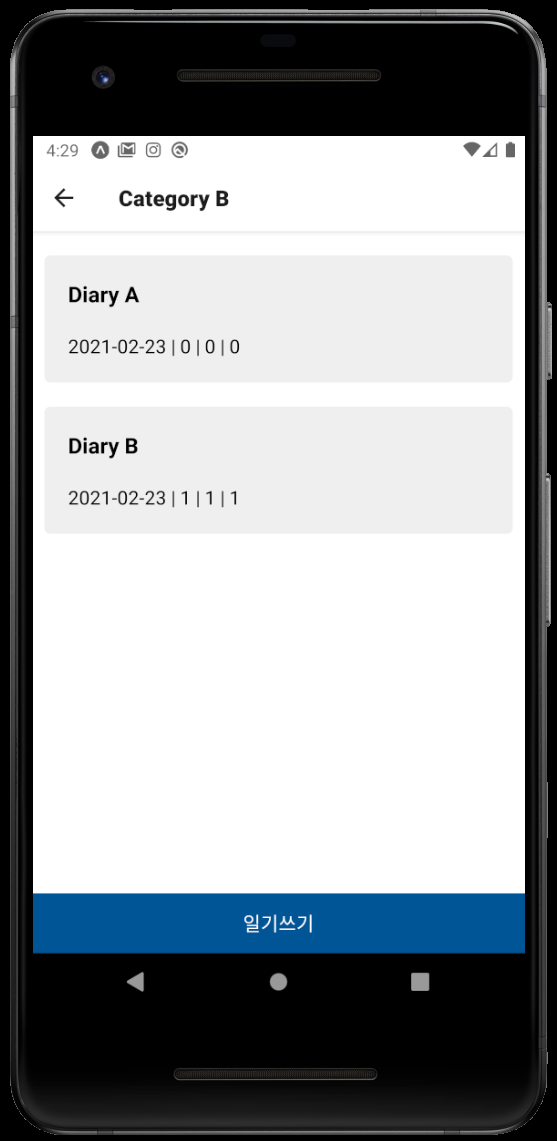 4:29
Category B
Diary A
2021-02-23 | 0 | 0 | 0
Diary B
2021-02-23 | 1 | 1 | 1
일기쓰기